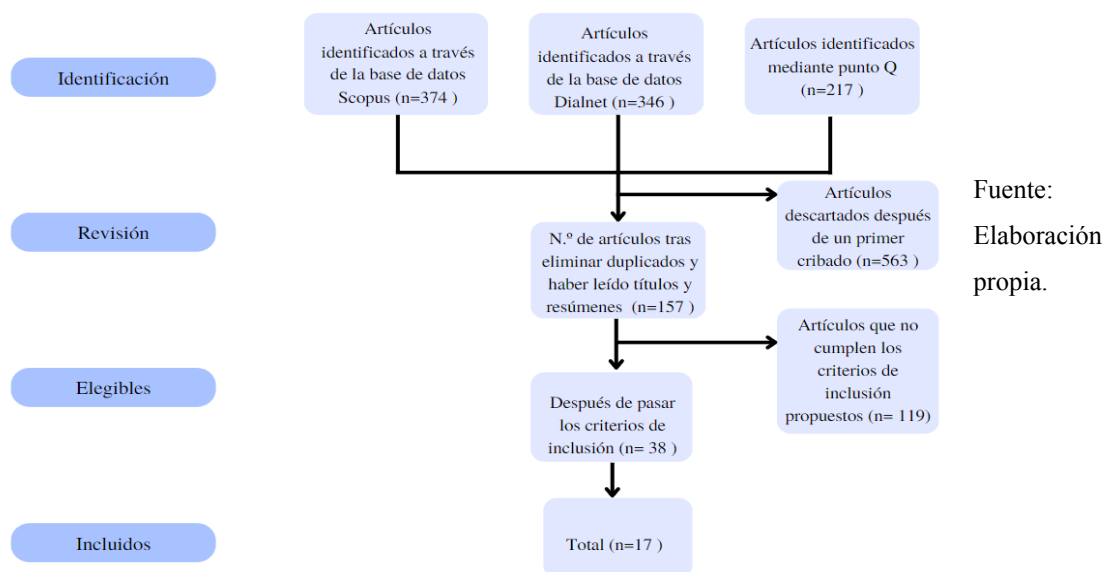 Identificación
Artículos
identificados a través
de la base de datos
Scopus (n=374 )
Artículos
identificados a través
de la base de datos
Dialnet (n=346 )
Artículos identificados
mediante punto Q
(n=217 )
Revisión
N.º de artículos tras
eliminar duplicados y
haber leído títulos y
resúmenes (n=157 )
Artículos
descartados después
de un primer
cribado (n=563 )
Fuente:
Elaboración
propia.
Elegibles
Después de pasar
los criterios de
inclusión (n= 38 )
Artículos que no
cumplen los
criterios de
inclusión
propuestos (n= 119)
Incluidos
Total (n=17 )